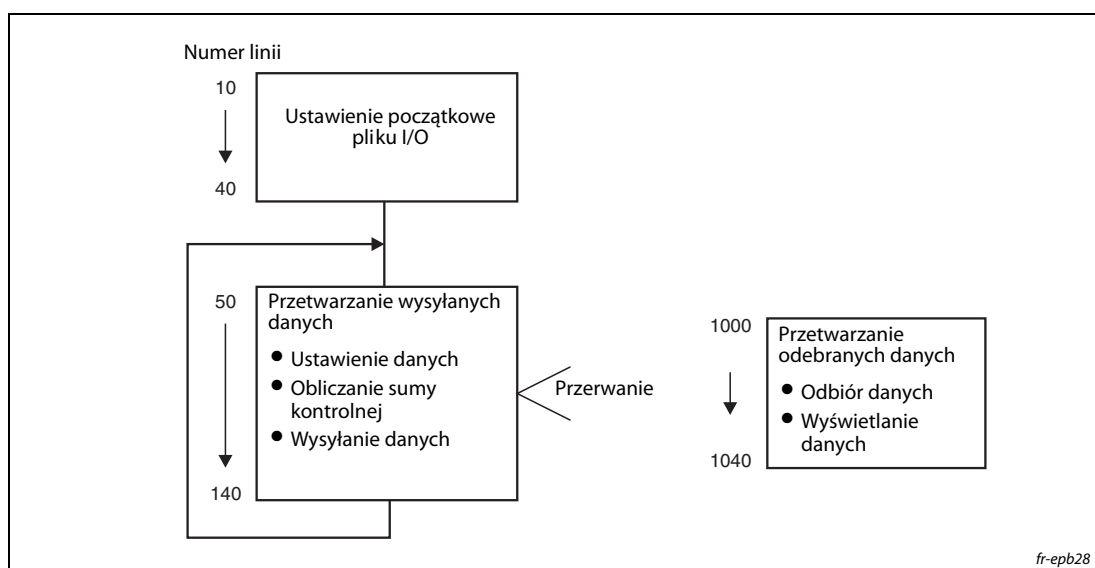 Numer linii
10
40
Ustawienie początkowe
pliku I/O
50
140
Przetwarzanie wysyłanych
danych
● Ustawienie danych
● Obliczanie sumy
kontrolnej
● Wysyłanie danych
Przerwanie
1000
1040
Przetwarzanie
odebranych danych
● Odbiór danych
● Wyświetlanie
danych
fr-epb28